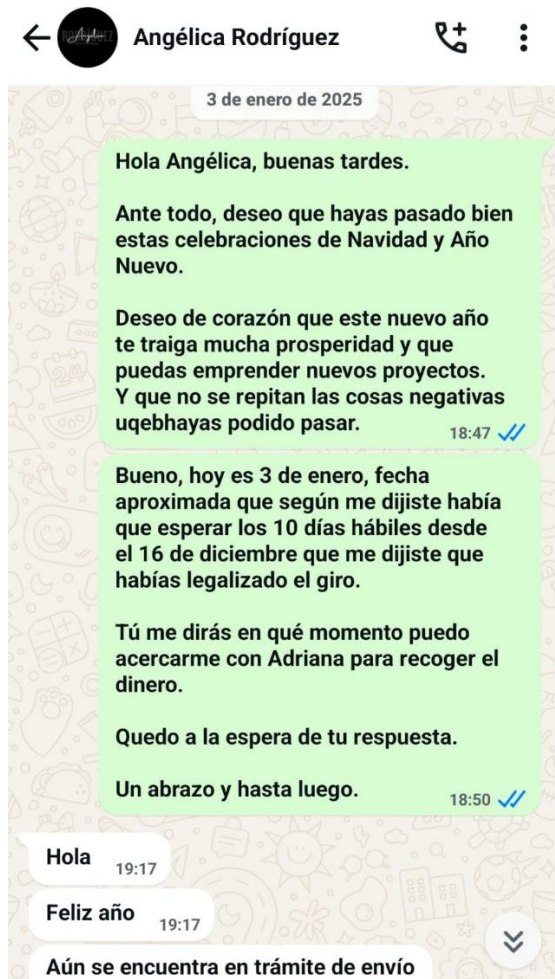 Angélica Rodríguez
3 de enero de 2025
Hola Angélica, buenas tardes.
Ante todo, deseo que hayas pasado bien
estas celebraciones de Navidad y Año
Nuevo.
Deseo de corazón que este nuevo año
te traiga mucha prosperidad y que
puedas emprender nuevos proyectos.
Y que no se repitan las cosas negativas
uqebhayas podido pasar.
18:47
Bueno, hoy es 3 de enero, fecha
aproximada que según me dijiste había
que esperar los 10 días hábiles desde
el 16 de diciembre que me dijiste que
habías legalizado el giro.
Tú me dirás en qué momento puedo
acercarme con Adriana para recoger el
dinero.
Quedo a la espera de tu respuesta.
Un abrazo y hasta luego.
18:50
Hola 19:17
Feliz año 19:17
Aún se encuentra en trámite de envío